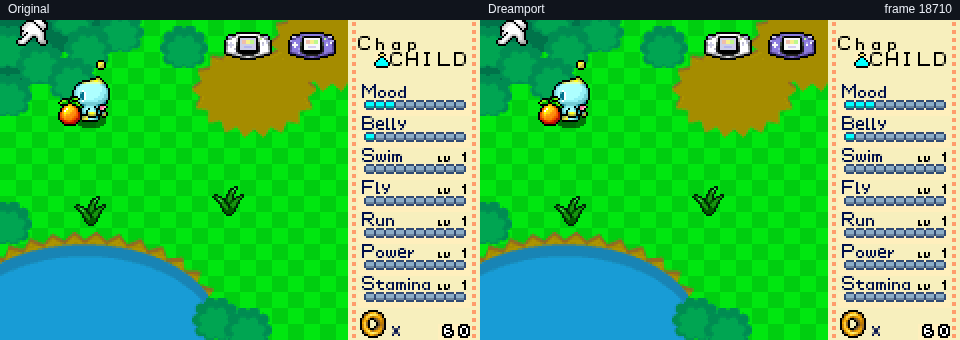 Original
Dreamport
frame 18710
Chap
CHILD
Mood
Belly
Swim Lv 1
Fly Lv 1
Run Lv 1
Power Lv 1
Stamina Lv 1
x 60
Chap
CHILD
Mood
Belly
Swim Lv 1
Fly Lv 1
Run Lv 1
Power Lv 1
Stamina Lv 1
x 60